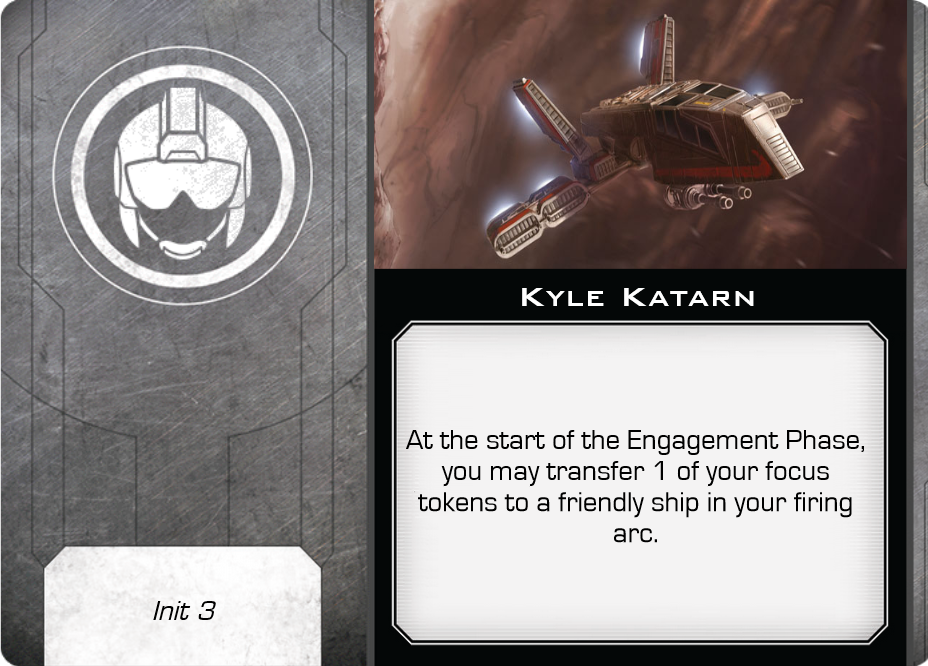 Kyle Katarn
At the start of the Engagement Phase,
you may transfer 1 of your focus
tokens to a friendly ship in your firing
arc.
Init 3